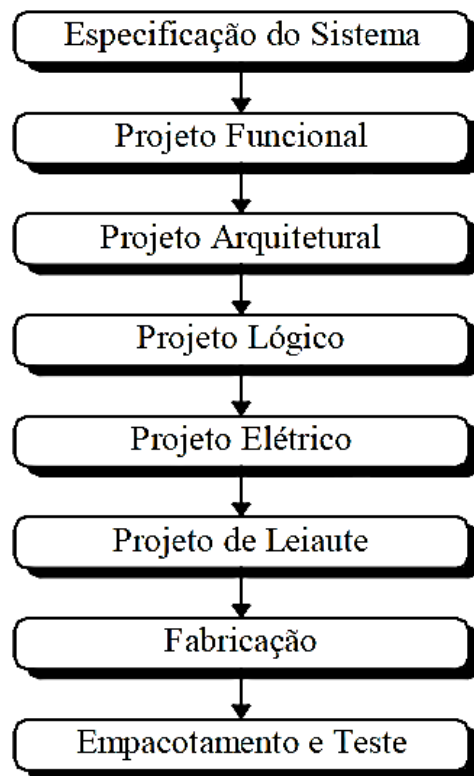 Especificação do Sistema
Projeto Funcional
Projeto Arquitetural
Projeto Lógico
Projeto Elétrico
Projeto de Leiaute
Fabricação
Empacotamento e Teste